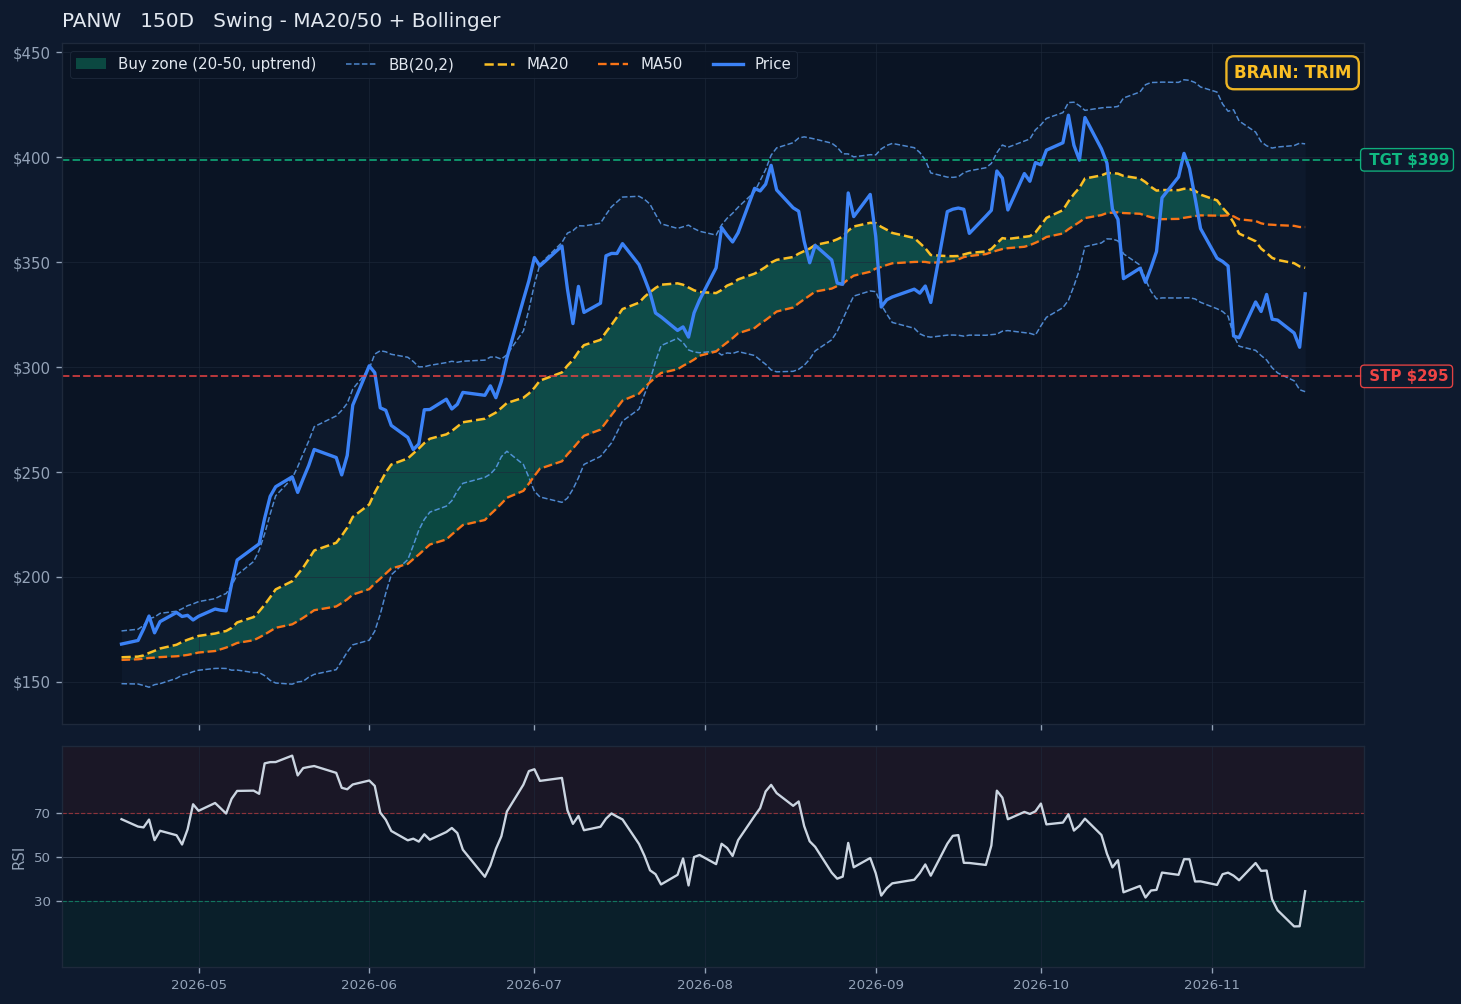 PANW   150D   Swing - MA20/50 + Bollinger
Buy zone (20-50, uptrend)
BB(20,2)
MA20
MA50
Price
BRAIN: TRIM
$450
$400
$350
$300
$250
$200
$150
TGT $399
STP $295
RSI
70
50
30
2026-05
2026-06
2026-07
2026-08
2026-09
2026-10
2026-11